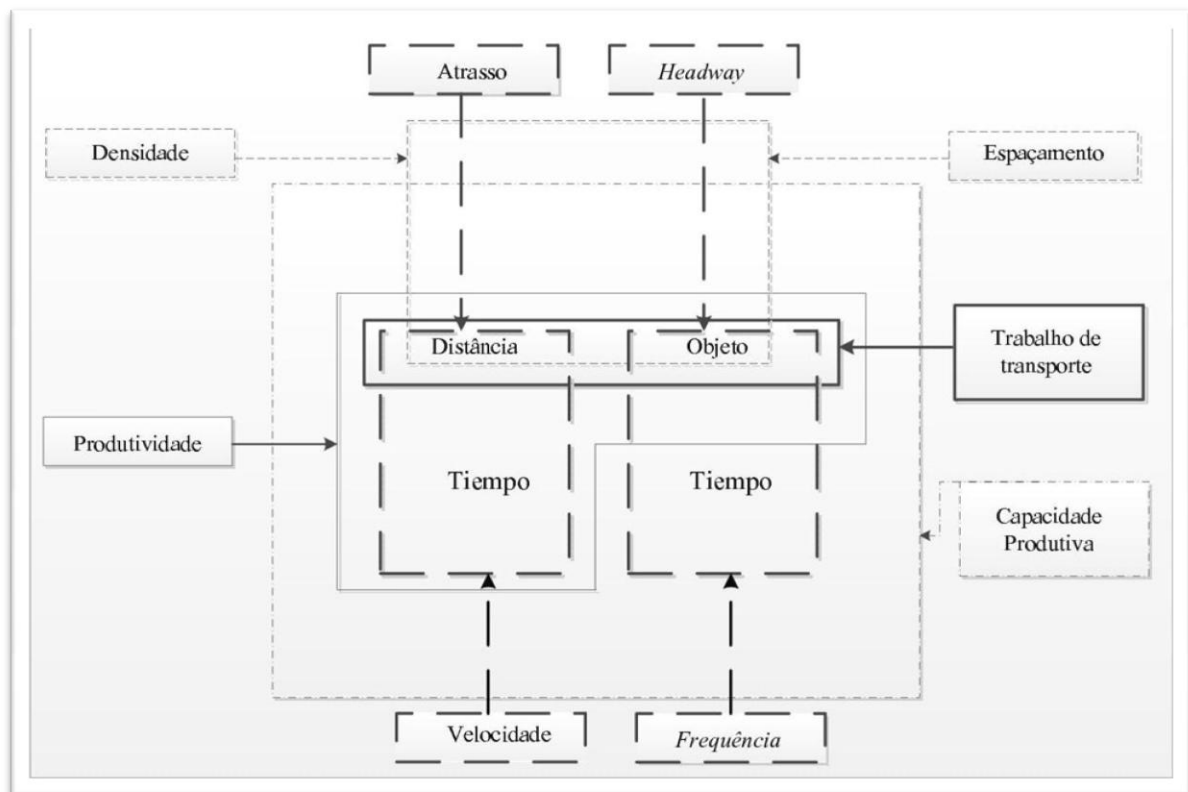 Atrasso
Headway
Densidade
Espaçamento
Distância
Objeto
Trabalho de
transporte
Produtividade
Tiempo
Tiempo
Capacidade
Produtiva
Velocidade
Frequência